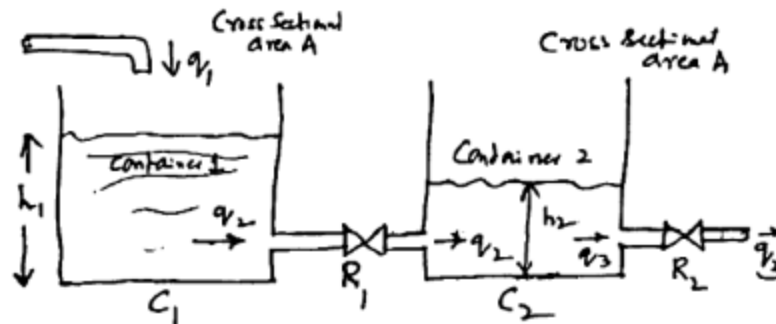 Cross Sectional
area A
q1
Cross Sectional
area A
Container 1
Container 2
h1
q2
h2
q2
q3
q3
R1
R2
C1
C2